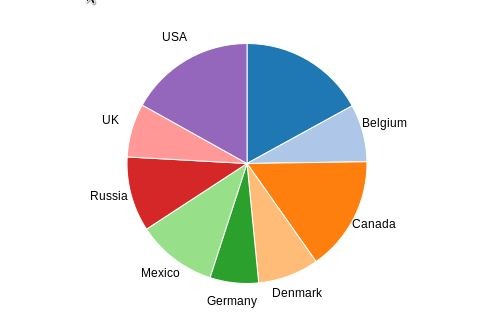 USA
Belgium
UK
Canada
Russia
Mexico
Denmark
Germany